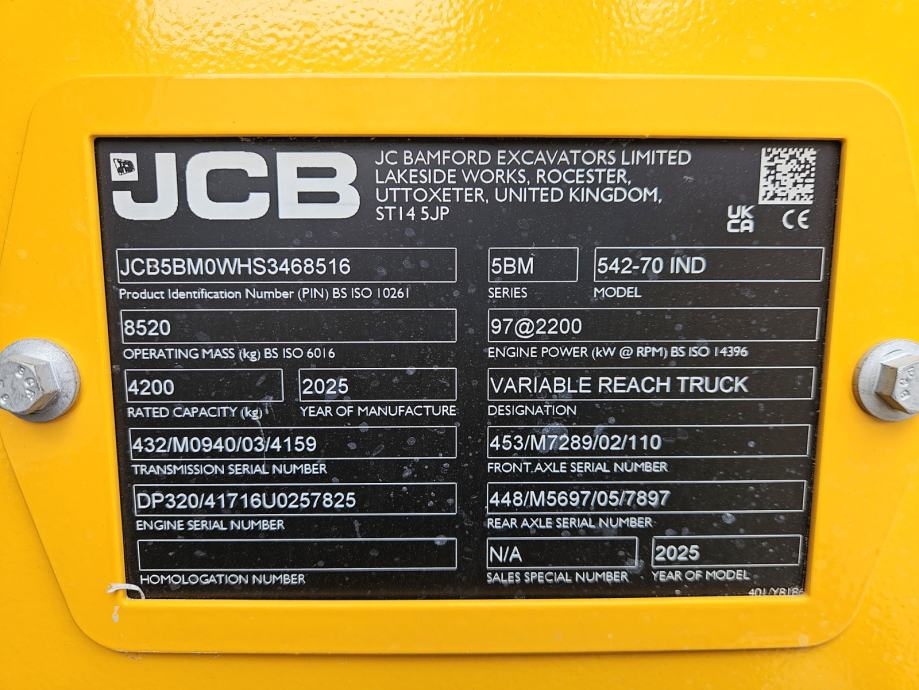 JCB
JC BAMFORD EXCAVATORS LIMITED
LAKESIDE WORKS, ROCESTER,
UTTOXETER, UNITED KINGDOM,
ST14 5JP
UK
CA
CE
JCB5BM0WHS3468516
Product Identification Number (PIN) BS ISO 10261
5BM
SERIES
542-70 IND
MODEL
8520
OPERATING MASS (kg) BS ISO 6016
97@2200
ENGINE POWER (kW @ RPM) BS ISO 14396
4200
RATED CAPACITY (kg)
2025
YEAR OF MANUFACTURE
VARIABLE REACH TRUCK
DESIGNATION
432/M0940/03/4159
TRANSMISSION SERIAL NUMBER
453/M7289/02/110
FRONT AXLE SERIAL NUMBER
DP320/41716U0257825
ENGINE SERIAL NUMBER
448/M5697/05/7897
REAR AXLE SERIAL NUMBER
HOMOLOGATION NUMBER
N/A
SALES SPECIAL NUMBER
2025
YEAR OF MODEL